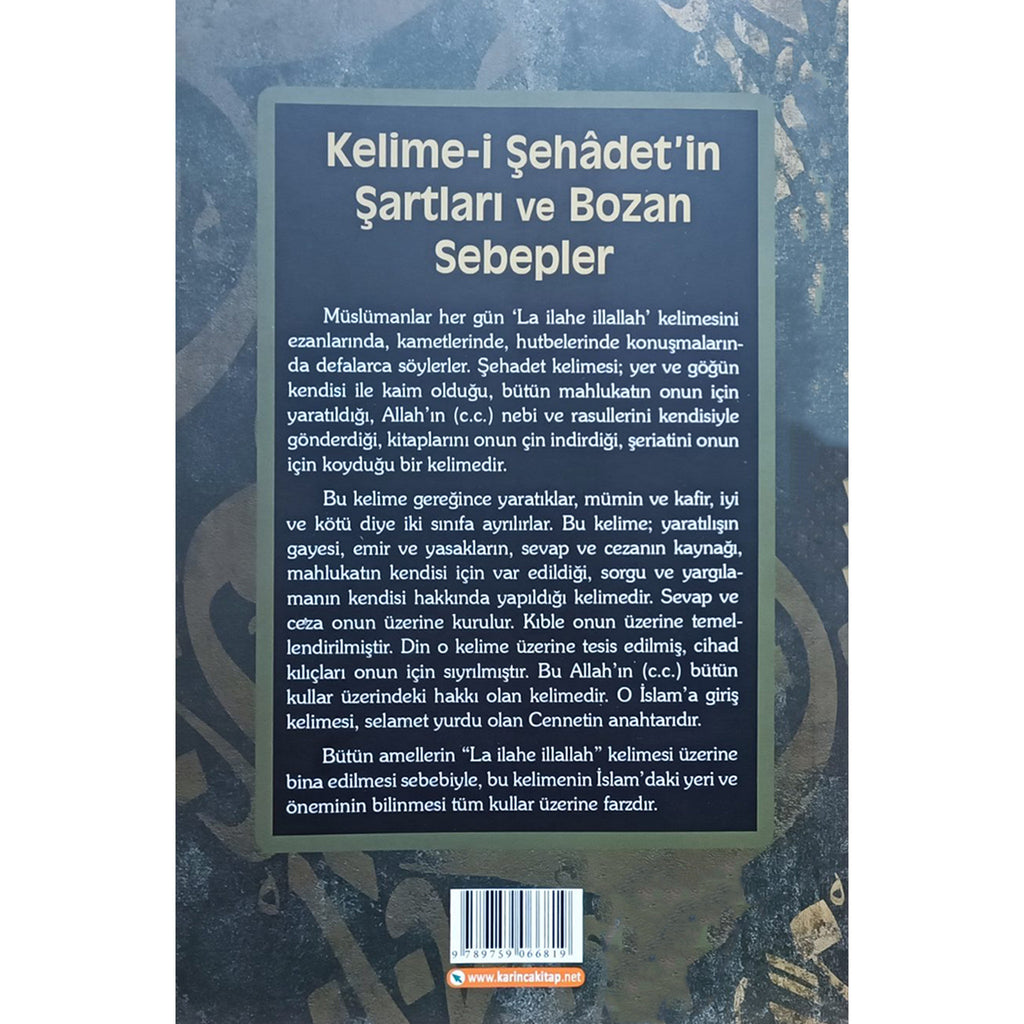 Kelime-i Şehâdet'in
Şartları ve Bozan
Sebepler
Müslümanlar her gün 'La ilahe illallah' kelimesini
ezanlarında, kametlerinde, hutbelerinde konuşmaların-
da defalarca söylerler. Şehadet kelimesi; yer ve göğün
kendisi ile kaim olduğu, bütün mahlukatın onun için
yaratıldığı, Allah'ın (c.c.) nebi ve rasullerini kendisiyle
gönderdiği, kitaplarını onun çin indirdiği, şeriatini onun
için koyduğu bir kelimedir.
Bu kelime gereğince yaratıklar, mümin ve kafir, iyi
ve kötü diye iki sınıfa ayrılırlar. Bu kelime; yaratılışın
gayesi, emir ve yasakların, sevap ve cezanın kaynağı,
mahlukatın kendisi için var edildiği, sorgu ve yargıla-
manın kendisi hakkında yapıldığı kelimedir. Sevap ve
ceza onun üzerine kurulur. Kıble onun üzerine temel-
lendirilmiştir. Din o kelime üzerine tesis edilmiş, cihad
kılıçları onun için sıyrılmıştır. Bu Allah'ın (c.c.) bütün
kullar üzerindeki hakkı olan kelimedir. O İslam'a giriş
kelimesi, selamet yurdu olan Cennetin anahtarıdır.
Bütün amellerin "La ilahe illallah" kelimesi üzerine
bina edilmesi sebebiyle, bu kelimenin İslam'daki yeri ve
öneminin bilinmesi tüm kullar üzerine farzdır.
9 789759 066819
www.karincakitap.net